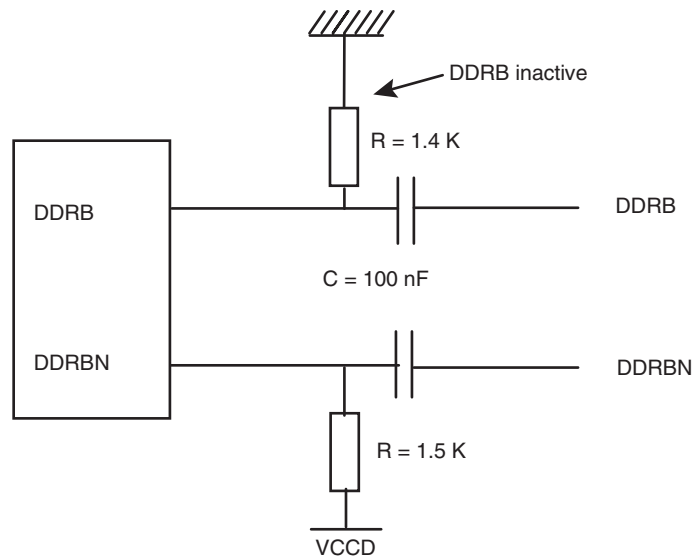 DDRB inactive
R = 1.4 K
DDRB
DDRB
C = 100 nF
DDRBN
DDRBN
R = 1.5 K
VCCD